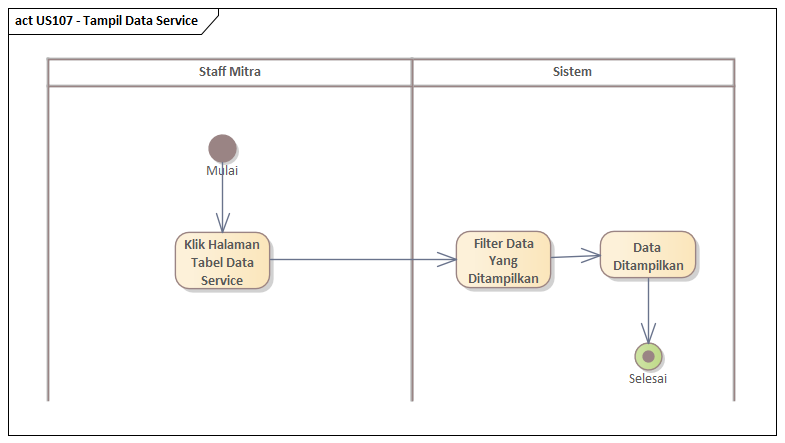 act US107 - Tampil Data Service
Staff Mitra
Sistem
Mulai
Klik Halaman
Tabel Data
Service
Filter Data
Yang
Ditampilkan
Data
Ditampilkan
Selesai